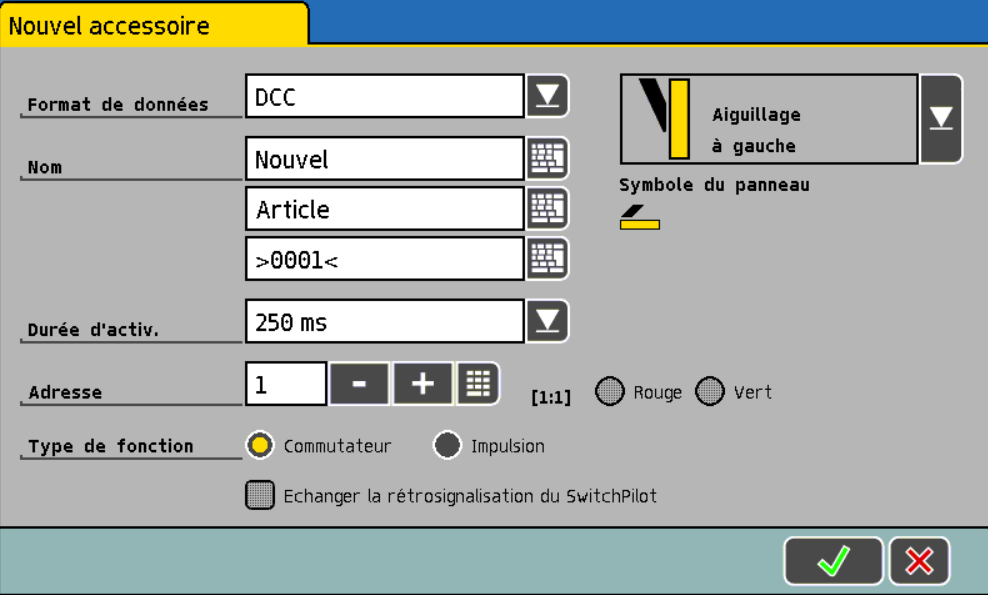 Nouvel accessoire
Format de données
DCC
Aiguillage
à gauche
Nom
Nouvel
Article
>0001<
Symbole du panneau
Durée d'activ.
250 ms
Adresse
1
-
+
[1:1]
Rouge
Vert
Type de fonction
Commutateur
Impulsion
Echanger la rétrosignalisation du SwitchPilot